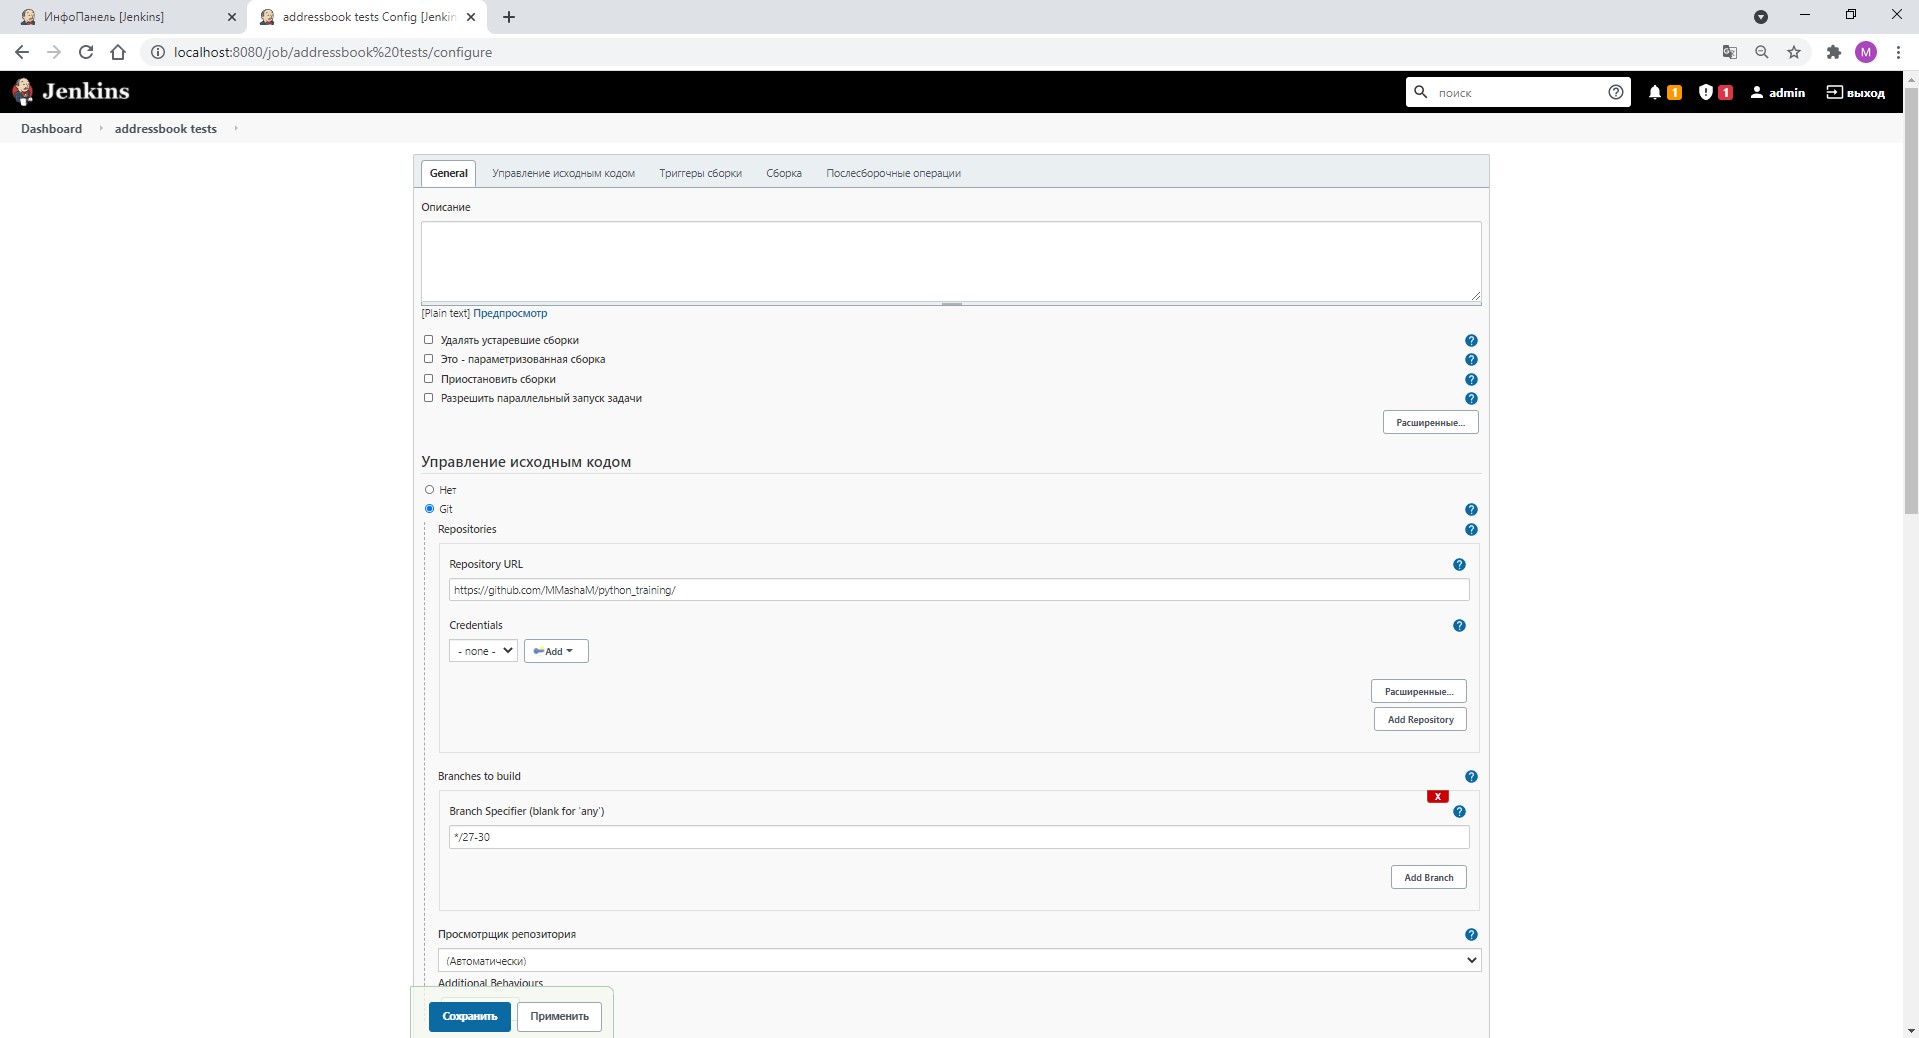 ИнфоПанель [Jenkins]
addressbook tests Config [Jenkin
localhost:8080/job/addressbook%20tests/configure
M
Jenkins
поиск
1
1
admin
выход
Dashboard
addressbook tests
General
Управление исходным кодом
Триггеры сборки
Сборка
Послесборочные операции
Описание
[Plain text] Предпросмотр
Удалять устаревшие сборки
Это - параметризованная сборка
Приостановить сборки
Разрешить параллельный запуск задачи
Расширенные...
Управление исходным кодом
Нет
Git
Repositories
Repository URL
https://github.com/MMashaM/python_training/
Credentials
- none -
Add
Расширенные...
Add Repository
Branches to build
X
Branch Specifier (blank for 'any')
*/27-30
Add Branch
Просмотрщик репозитория
(Автоматически)
Additional Behaviours
Сохранить
Применить